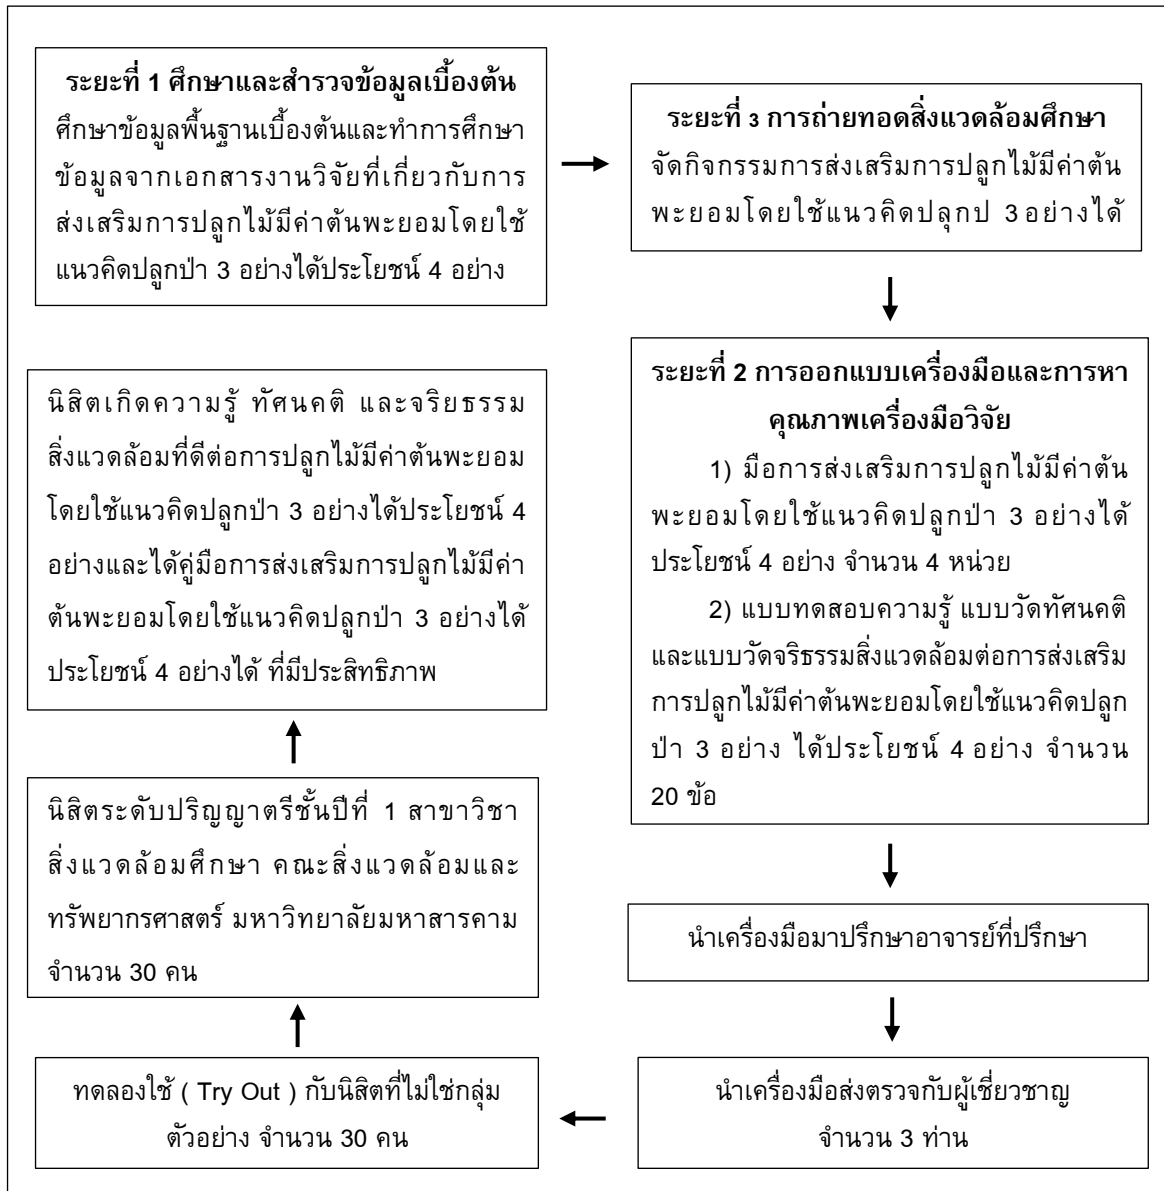 ระยะที่ 1 ศึกษาและสำรวจข้อมูลเบื้องต้น
ศึกษาข้อมูลพื้นฐานเบื้องต้นและทำการศึกษา
ข้อมูลจากเอกสารงานวิจัยที่เกี่ยวกับการ
ส่งเสริมการปลูกไม้มีค่าต้นพะยอมโดยใช้
แนวคิดปลูกป่า 3 อย่างได้ประโยชน์ 4 อย่าง
ระยะที่ 3 การถ่ายทอดสิ่งแวดล้อมศึกษา
จัดกิจกรรมการส่งเสริมการปลูกไม้มีค่าต้น
พะยอมโดยใช้แนวคิดปลุกป 3 อย่างได้
ระยะที่ 2 การออกแบบเครื่องมือและการหา
คุณภาพเครื่องมือวิจัย
1) มือการส่งเสริมการปลูกไม้มีค่าต้น
พะยอมโดยใช้แนวคิดปลูกป่า 3 อย่างได้
ประโยชน์ 4 อย่าง จำนวน 4 หน่วย
2) แบบทดสอบความรู้ แบบวัดทัศนคติ
และแบบวัดจริธรรมสิ่งแวดล้อมต่อการส่งเสริม
การปลูกไม้มีค่าต้นพะยอมโดยใช้แนวคิดปลูก
ป่า 3 อย่าง ได้ประโยชน์ 4 อย่าง จำนวน
20 ข้อ
นำเครื่องมือมาปรึกษาอาจารย์ที่ปรึกษา
นำเครื่องมือส่งตรวจกับผู้เชี่ยวชาญ
จำนวน 3 ท่าน
ทดลองใช้ ( Try Out ) กับนิสิตที่ไม่ใช่กลุ่ม
ตัวอย่าง จำนวน 30 คน
นิสิตระดับปริญญาตรีชั้นปีที่ 1 สาขาวิชา
สิ่งแวดล้อมศึกษา คณะสิ่งแวดล้อมและ
ทรัพยากรศาสตร์ มหาวิทยาลัยมหาสารคาม
จำนวน 30 คน
นิสิตเกิดความรู้ ทัศนคติ และจริยธรรม
สิ่งแวดล้อมที่ดีต่อการปลูกไม้มีค่าต้นพะยอม
โดยใช้แนวคิดปลูกป่า 3 อย่างได้ประโยชน์ 4
อย่างและได้คู่มือการส่งเสริมการปลูกไม้มีค่า
ต้นพะยอมโดยใช้แนวคิดปลูกป่า 3 อย่างได้
ประโยชน์ 4 อย่างได้ ที่มีประสิทธิภาพ